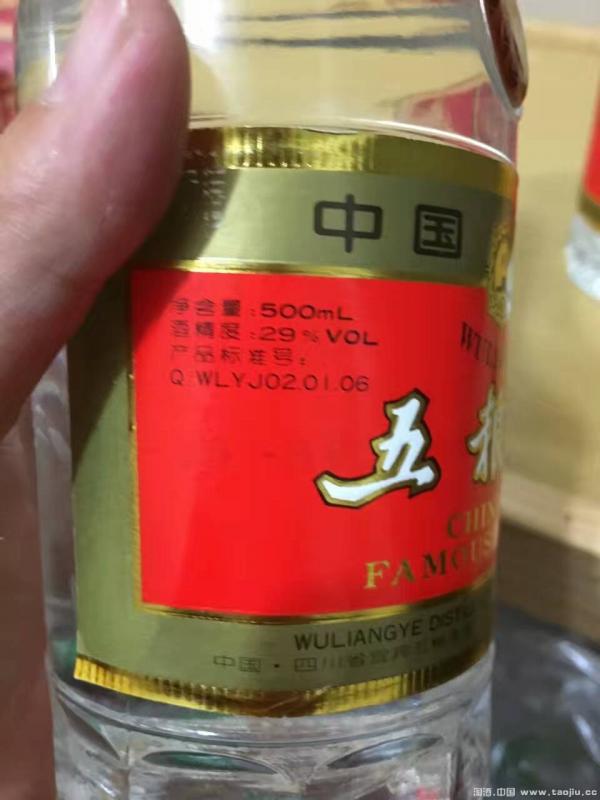 中国
净含量:500mL
酒精度:29%VOL
产品标准号:
Q.WLYJ02.01.06
五
FAMOUS
WULIANGYE
中国·四川省宜宾
淘酒.中国 www.taojiu.cc